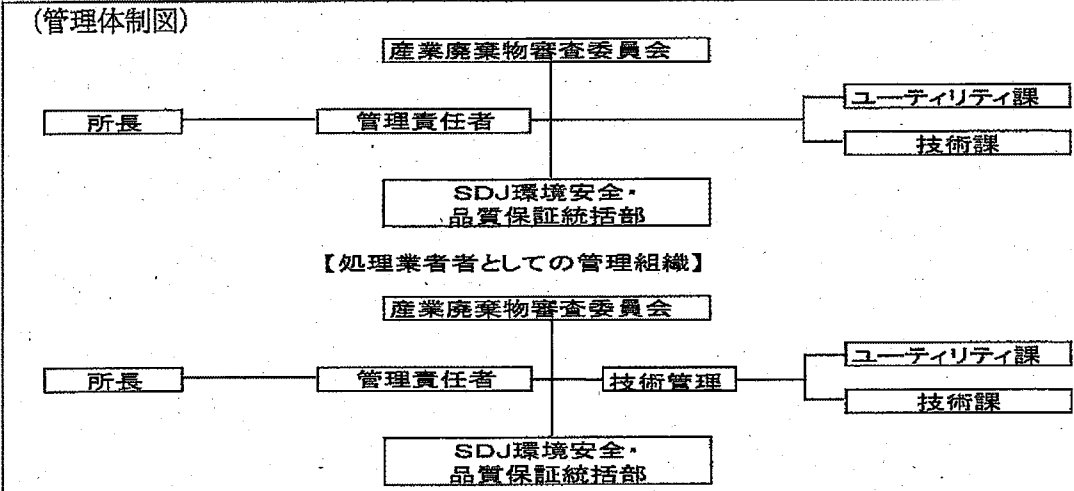 (管理体制図)
産業廃棄物審査委員会
ユーティリティ課
所長
管理責任者
技術課
SDJ環境安全・
品質保証統括部
【処理業者者としての管理組織】
産業廃棄物審査委員会
ユーティリティ課
所長
管理責任者
技術管理
技術課
SDJ環境安全・
品質保証統括部